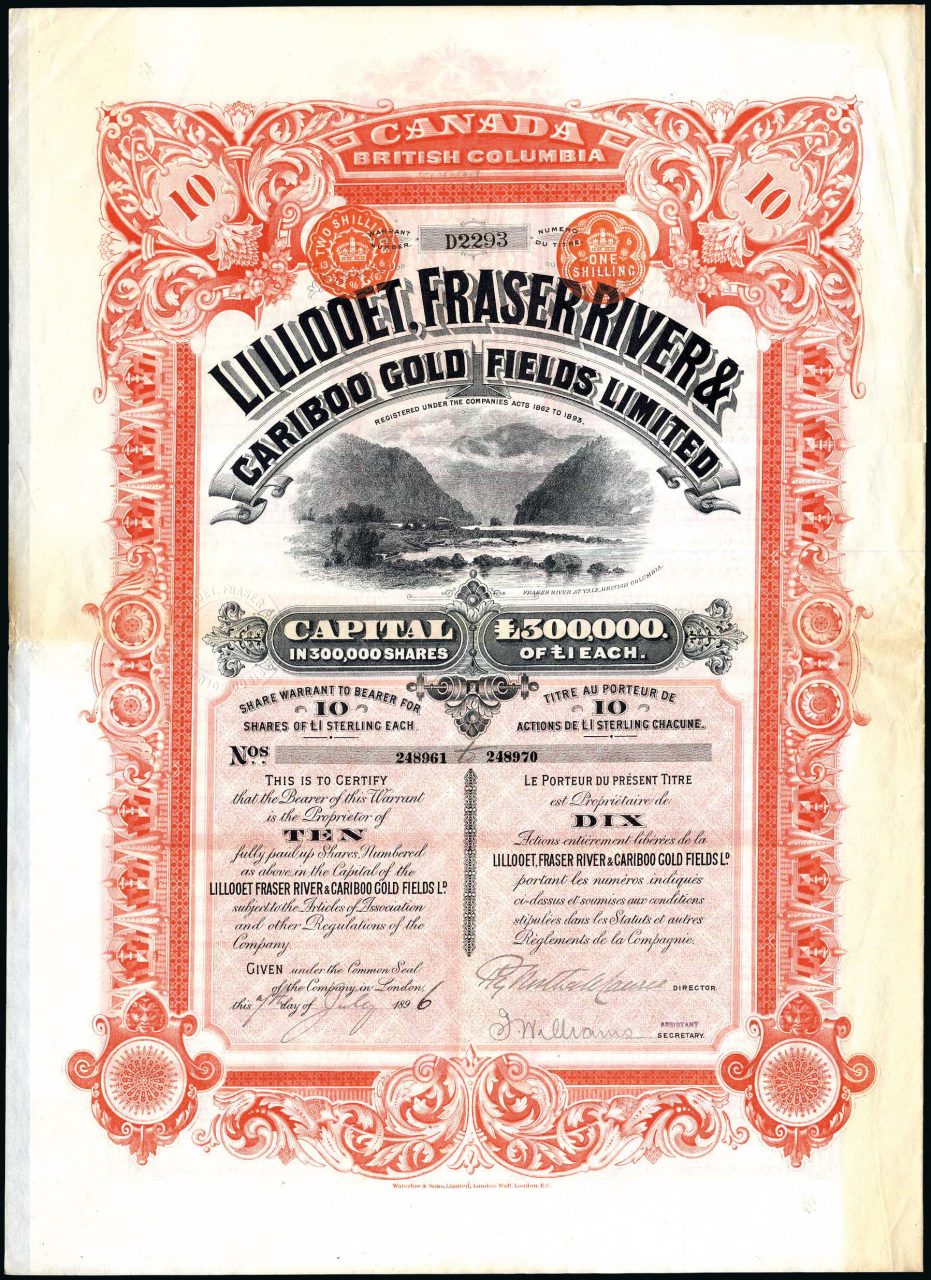 CANADA
BRITISH COLUMBIA
10
10
TWO SHILLINGS
WARRANT NUMBER.
D2293
NUMERO DU TITRE
ONE SHILLING
LILLOOET, FRASER RIVER &
CARIBOO GOLD FIELDS LIMITED
REGISTERED UNDER THE COMPANIES ACTS 1862 TO 1893.
FRASER RIVER AT YALE, BRITISH COLUMBIA.
CAPITAL £300,000.
IN 300,000 SHARES OF £1 EACH.
SHARE WARRANT TO BEARER FOR
10
SHARES OF £1 STERLING EACH
TITRE AU PORTEUR DE
10
ACTIONS DE £1 STERLING CHACUNE.
Nos 248961 to 248970
THIS IS TO CERTIFY
that the Bearer of this Warrant
is the Proprietor of
TEN
fully paid up Shares, Numbered
as above, in the Capital of the
LILLOOET FRASER RIVER & CARIBOO GOLD FIELDS LD
subject to the Articles of Association
and other Regulations of the
Company.
GIVEN under the Common Seal
of the Company, in London,
this 7th day of July 1896
LE PORTEUR DU PRÉSENT TITRE
est Propriétaire de
DIX
Actions entièrement libérées de la
LILLOOET, FRASER RIVER & CARIBOO GOLD FIELDS LD
portant les numéros indiqués
ci-dessus et soumises aux conditions
stipulées dans les Statuts et autres
Règlements de la Compagnie.
DIRECTOR.
J Williams ASSISTANT SECRETARY.
Waterlow & Sons, Limited, London Wall, London, E.C.